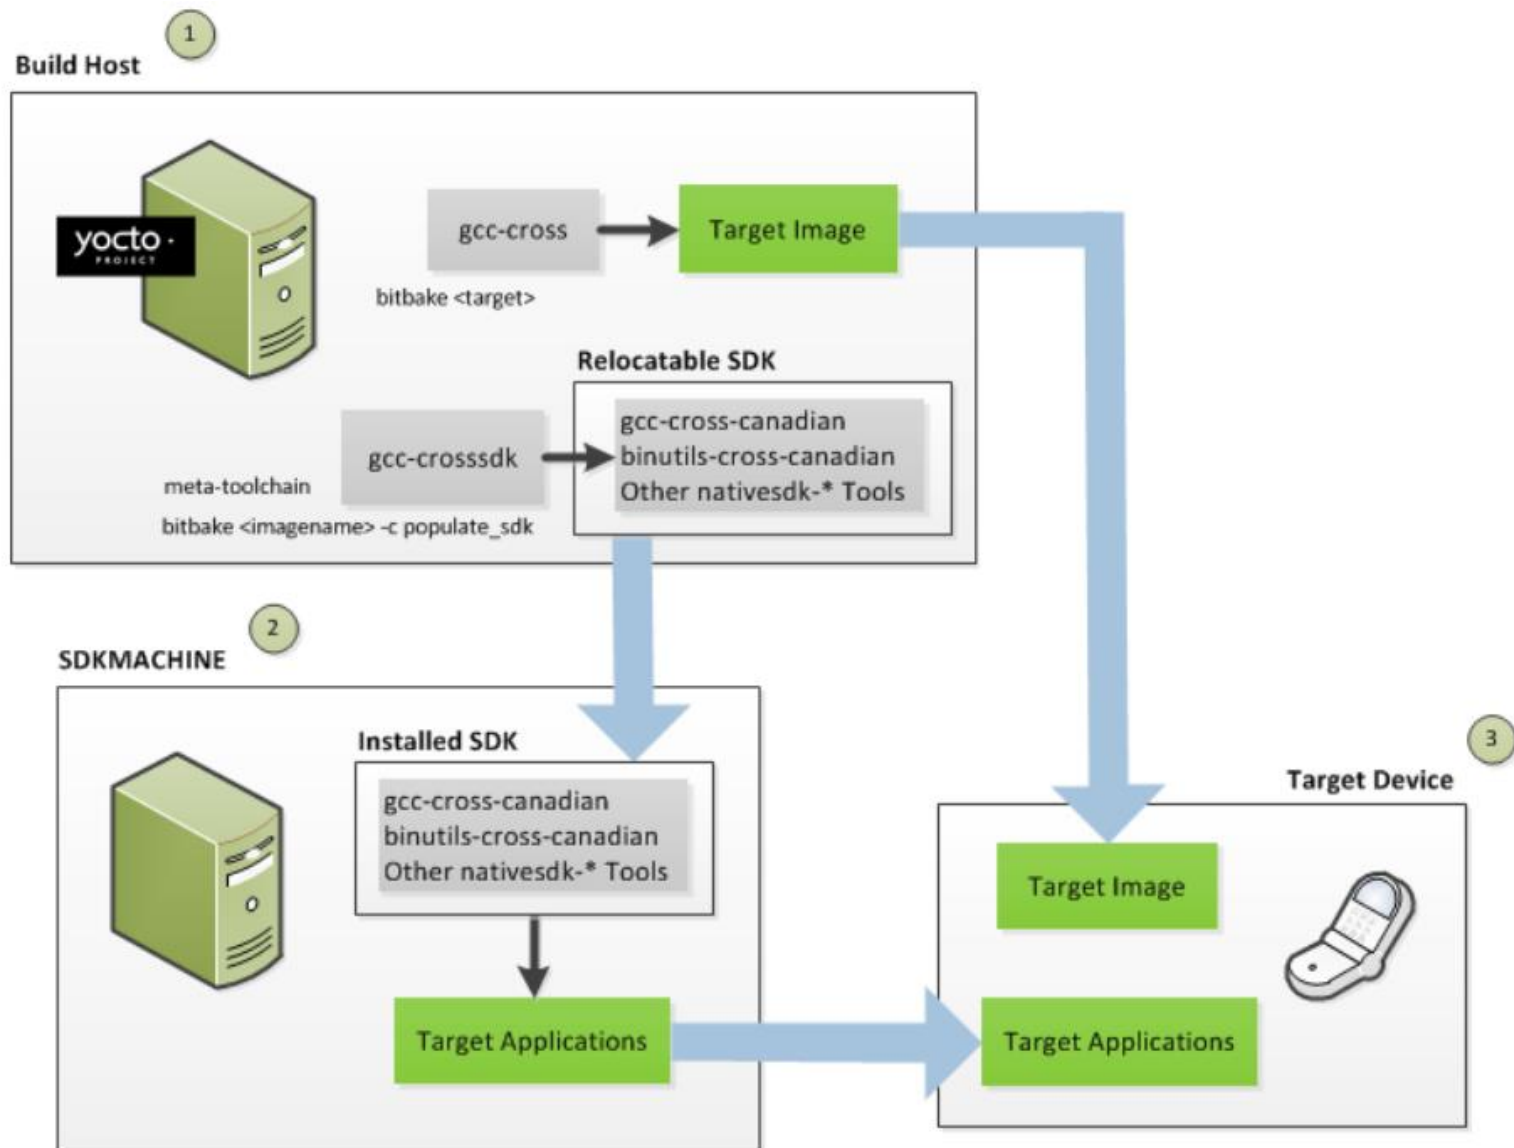 1
Build Host
yocto ·
PROJECT
gcc-cross
Target Image
bitbake <target>
Relocatable SDK
gcc-crosssdk
gcc-cross-canadian
binutils-cross-canadian
Other nativesdk-* Tools
meta-toolchain
bitbake <imagename> -c populate_sdk
2
SDKMACHINE
Installed SDK
gcc-cross-canadian
binutils-cross-canadian
Other nativesdk-* Tools
Target Applications
3
Target Device
Target Image
Target Applications